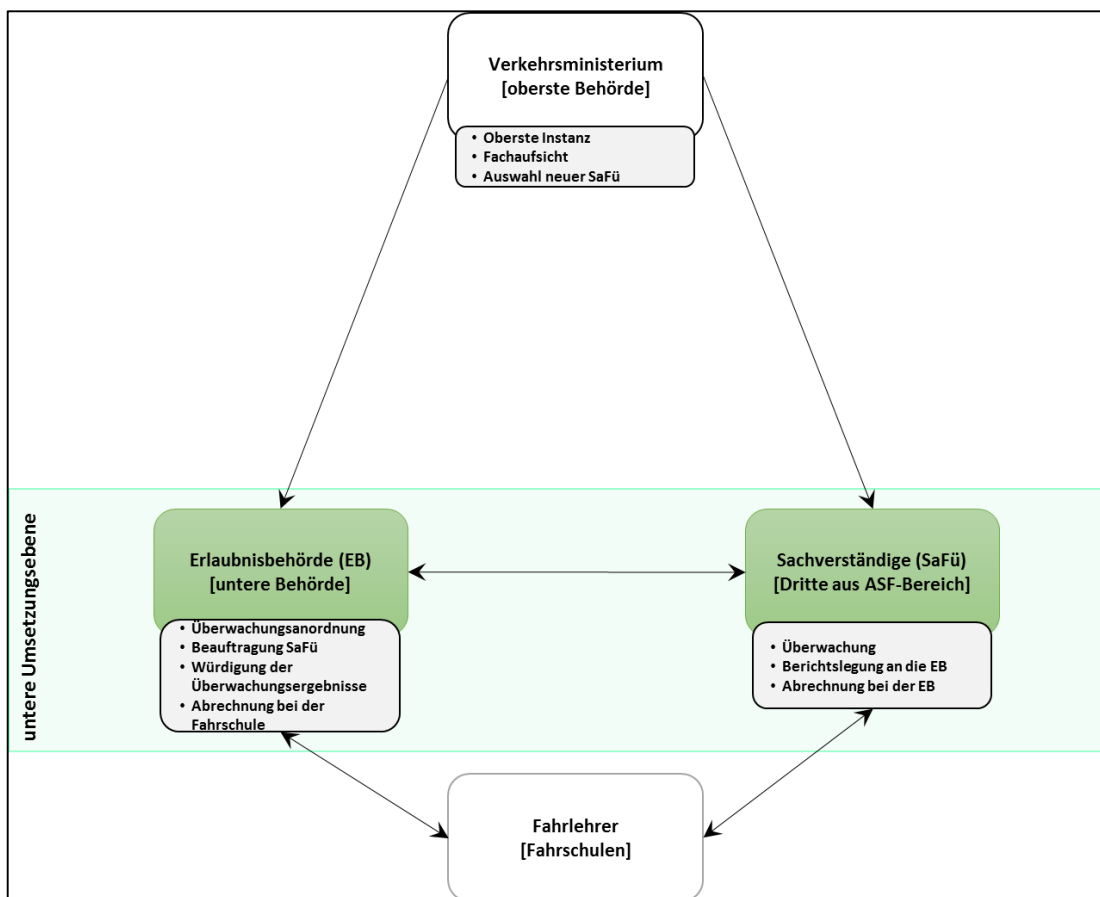 Verkehrsministerium
[oberste Behörde]
• Oberste Instanz
• Fachaufsicht
• Auswahl neuer SaFü
untere Umsetzungsebene
Erlaubnisbehörde (EB)
[untere Behörde]
• Überwachungsanordnung
• Beauftragung SaFü
• Würdigung der
Überwachungsergebnisse
• Abrechnung bei der
Fahrschule
Sachverständige (SaFü)
[Dritte aus ASF-Bereich]
• Überwachung
• Berichtslegung an die EB
• Abrechnung bei der EB
Fahrlehrer
[Fahrschulen]